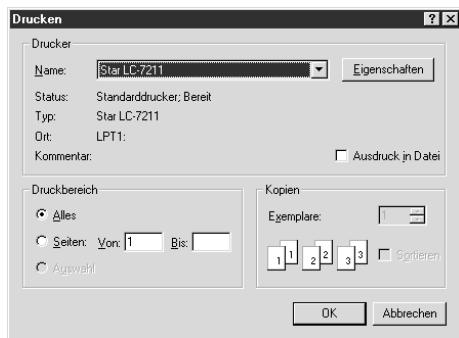 Drucken
Drucker
Name: Star LC-7211 Eigenschaften
Status: Standarddrucker; Bereit
Typ: Star LC-7211
Ort: LPT1:
Kommentar: Ausdruck in Datei
Druckbereich
Alles
Seiten: Von: 1 Bis:
Auswahl
Kopien
Exemplare: 1
1 1 2 2 3 3 Sortieren
OK Abbrechen